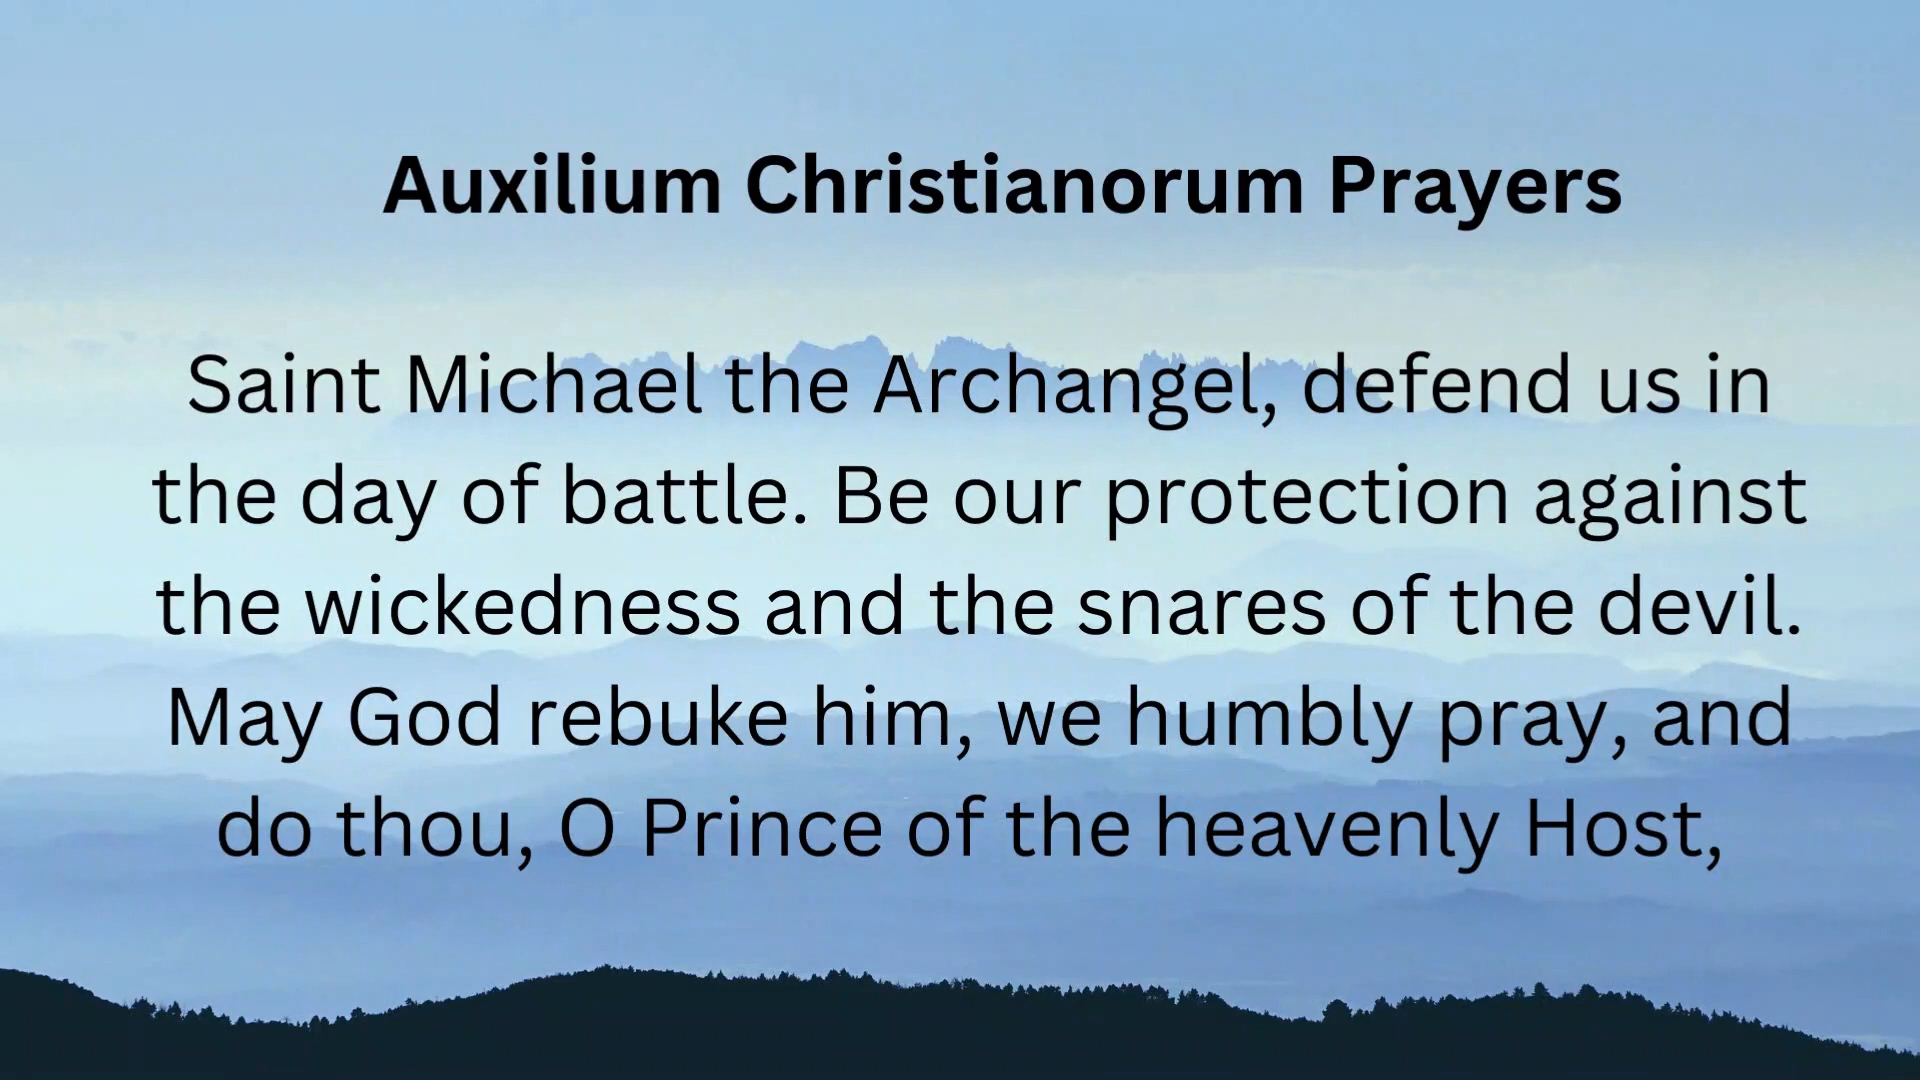 Auxilium Christianorum Prayers
Saint Michael the Archangel, defend us in
the day of battle. Be our protection against
the wickedness and the snares of the devil.
May God rebuke him, we humbly pray, and
do thou, O Prince of the heavenly Host,